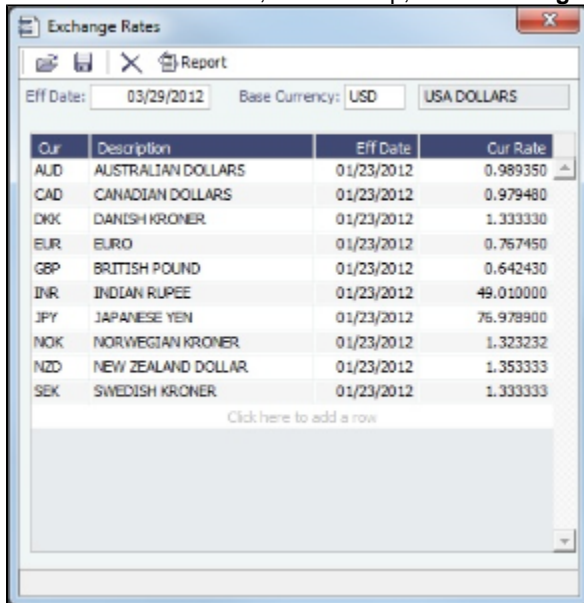 Exchange Rates
Report
Eff Date: 03/29/2012 Base Currency: USD USA DOLLARS
Cur Description Eff Date Cur Rate
AUD AUSTRALIAN DOLLARS 01/23/2012 0.989350
CAD CANADIAN DOLLARS 01/23/2012 0.979480
DKK DANISH KRONER 01/23/2012 1.333330
EUR EURO 01/23/2012 0.767450
GBP BRITISH POUND 01/23/2012 0.642430
INR INDIAN RUPEE 01/23/2012 49.010000
JPY JAPANESE YEN 01/23/2012 76.978900
NOK NORWEGIAN KRONER 01/23/2012 1.323232
NZD NEW ZEALAND DOLLAR 01/23/2012 1.353333
SEK SWEDISH KRONER 01/23/2012 1.333333
Click here to add a row